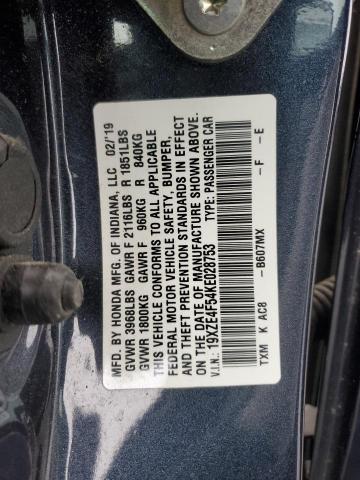 MFD. BY HONDA MFG. OF INDIANA, LLC 02/'19
GVWR 3968LBS GAWR F 2116LBS R 1851LBS
GVWR 1800KG GAWR F 960KG R 840KG
THIS VEHICLE CONFORMS TO ALL APPLICABLE
FEDERAL MOTOR VEHICLE SAFETY, BUMPER,
AND THEFT PREVENTION STANDARDS IN EFFECT
ON THE DATE OF MANUFACTURE SHOWN ABOVE.
V.I.N.: 19XZE4F54KE028753 TYPE: PASSENGER CAR
TXM K AC8 -B607MX -F -E